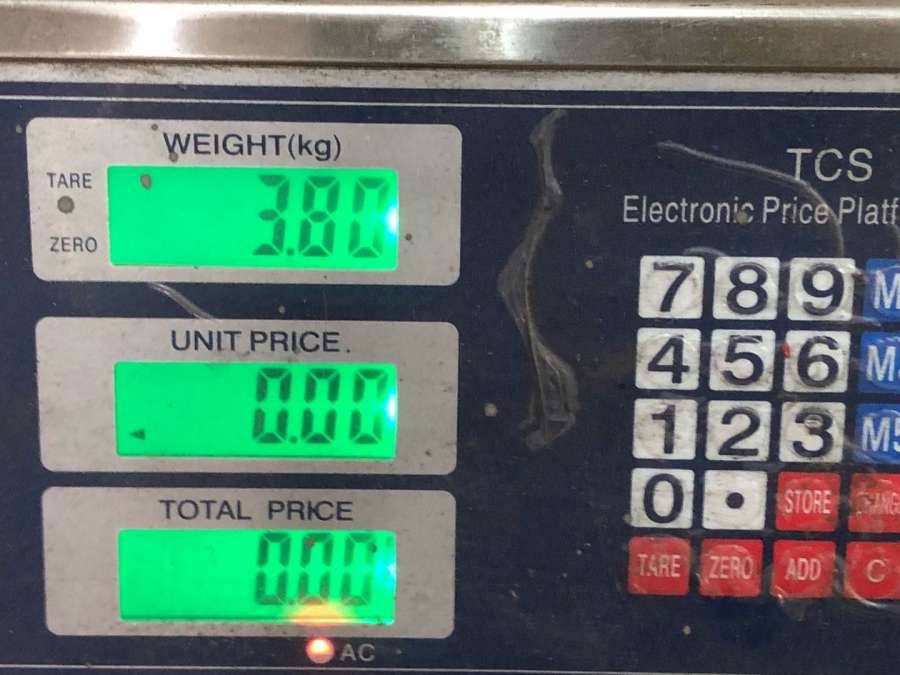 WEIGHT(kg)
TARE
ZERO
3.80
UNIT PRICE.
0.00
TOTAL PRICE
0.00
AC
TCS
Electronic Price
7 8 9
4 5 6
1 2 3
0 . STORE
TARE ZERO ADD C